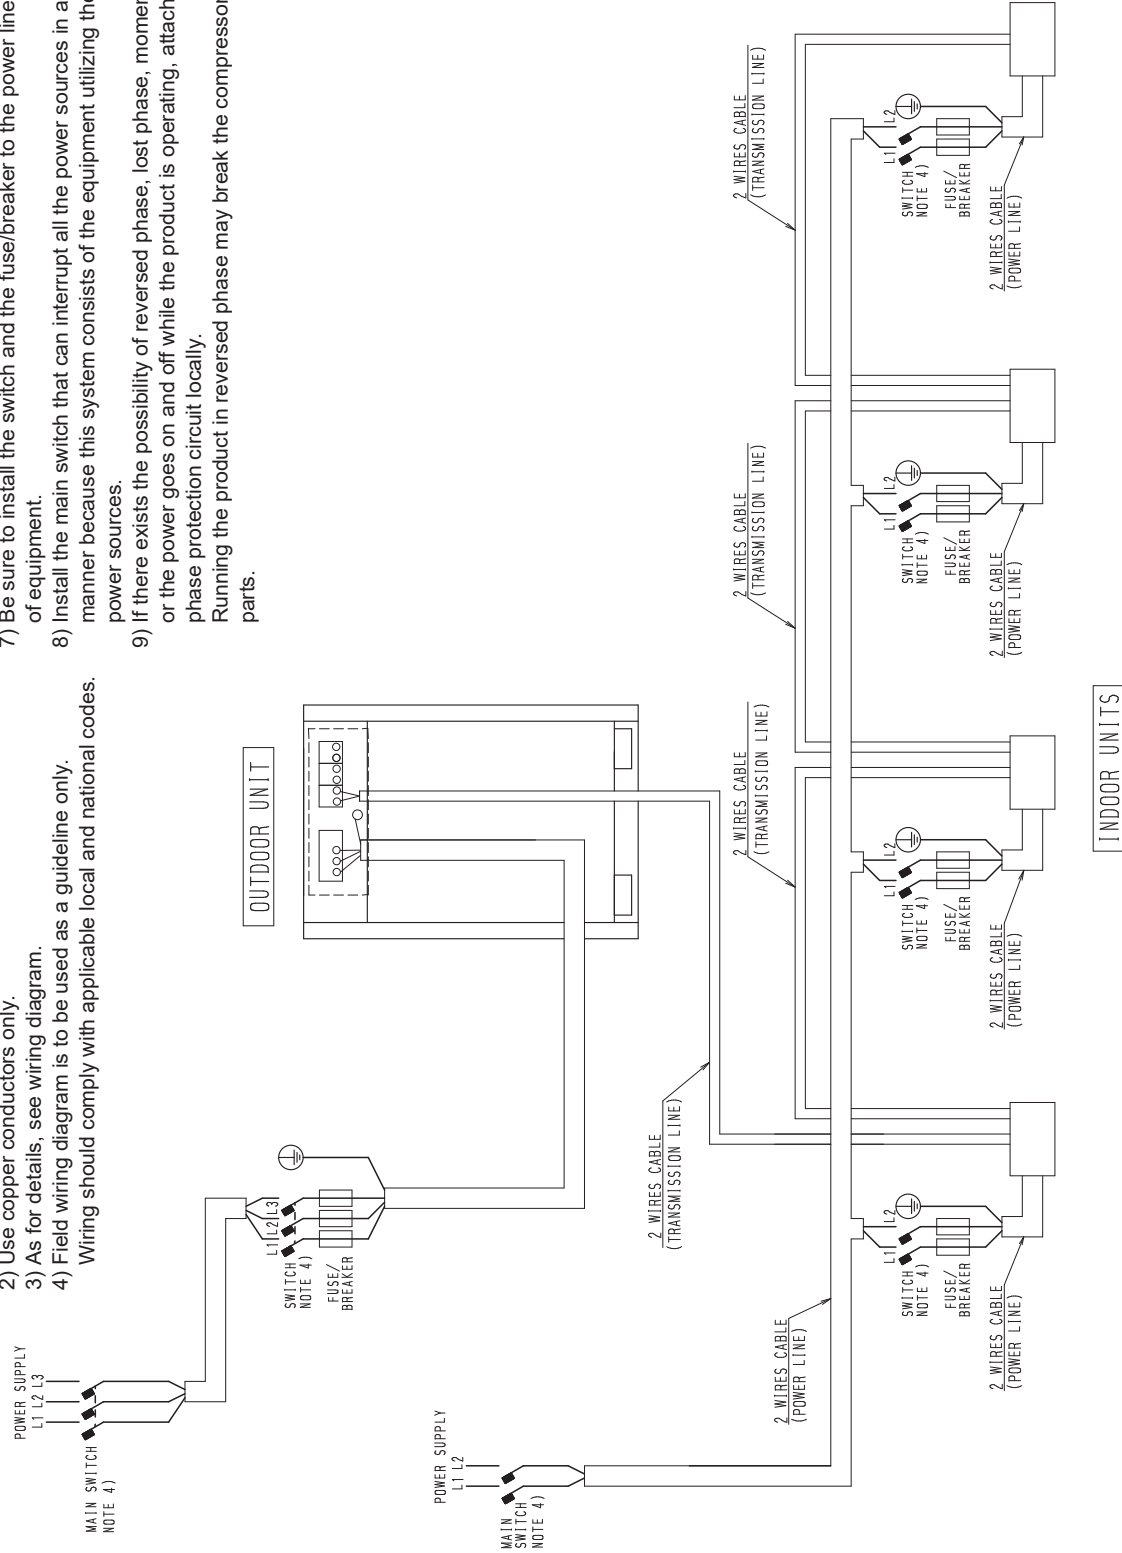 2) Use copper conductors only.
3) As for details, see wiring diagram.
4) Field wiring diagram is to be used as a guideline only.
Wiring should comply with applicable local and national codes.
7) Be sure to install the switch and the fuse/breaker to the power line
of equipment.
8) Install the main switch that can interrupt all the power sources in a
manner because this system consists of the equipment utilizing the
power sources.
9) If there exists the possibility of reversed phase, lost phase, momen
or the power goes on and off while the product is operating, attach
phase protection circuit locally.
Running the product in reversed phase may break the compressor
parts.
POWER SUPPLY
L1 L2 L3
MAIN SWITCH
NOTE 4)
L1 L2 L3
SWITCH
NOTE 4)
FUSE/
BREAKER
OUTDOOR UNIT
POWER SUPPLY
L1 L2
MAIN
SWITCH
NOTE 4)
2 WIRES CABLE
(POWER LINE)
2 WIRES CABLE
(TRANSMISSION LINE)
2 WIRES CABLE
(TRANSMISSION LINE)
2 WIRES CABLE
(TRANSMISSION LINE)
2 WIRES CABLE
(TRANSMISSION LINE)
L1
L2
SWITCH
NOTE 4)
FUSE/
BREAKER
2 WIRES CABLE
(POWER LINE)
L1
L2
SWITCH
NOTE 4)
FUSE/
BREAKER
2 WIRES CABLE
(POWER LINE)
L1
L2
SWITCH
NOTE 4)
FUSE/
BREAKER
2 WIRES CABLE
(POWER LINE)
L1
L2
SWITCH
NOTE 4)
FUSE/
BREAKER
2 WIRES CABLE
(POWER LINE)
INDOOR UNITS